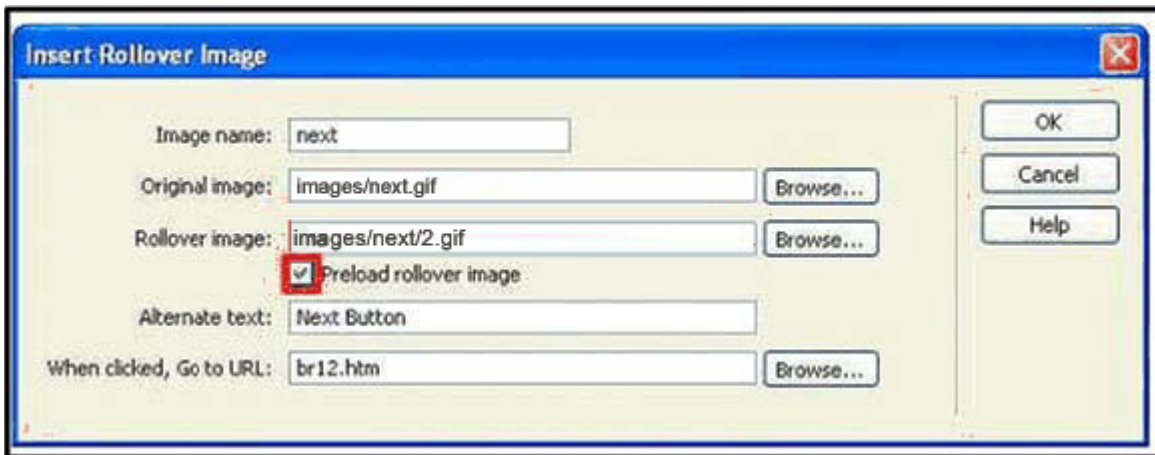 Insert Rollover Image
Image name: next
OK
Original image: images/next.gif Browse...
Cancel
Rollover image: images/next/2.gif Browse...
Help
Preload rollover image
Alternate text: Next Button
When clicked, Go to URL: br12.htm Browse...